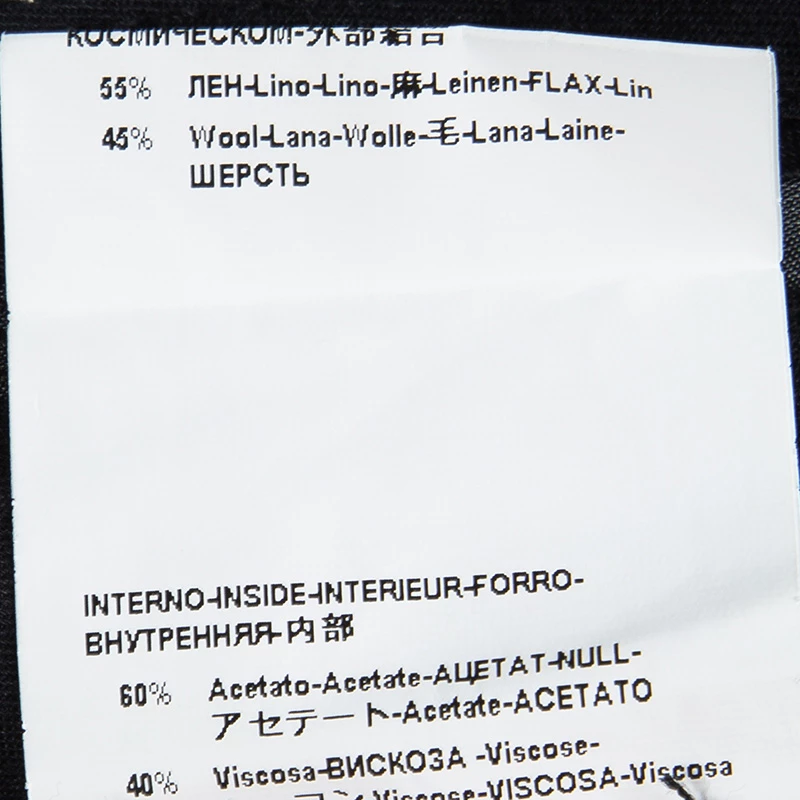 КОСМИЧЕСКОМ-外部結合
55% ЛЕН-Lino-Lino-麻-Leinen-FLAX-Lin
45% Wool-Lana-Wolle-毛-Lana-Laine-
ШЕРСТЬ
INTERNO-INSIDE-INTERIEUR-FORRO-
ВНУТРЕННЯЯ-内部
60% Acetato-Acetate-АЦЕТАТ-NULL-
アセテート-Acetate-ACETATO
40% Viscosa-ВИСКОЗА -Viscose-
Viscose-VISCOSA-Viscosa